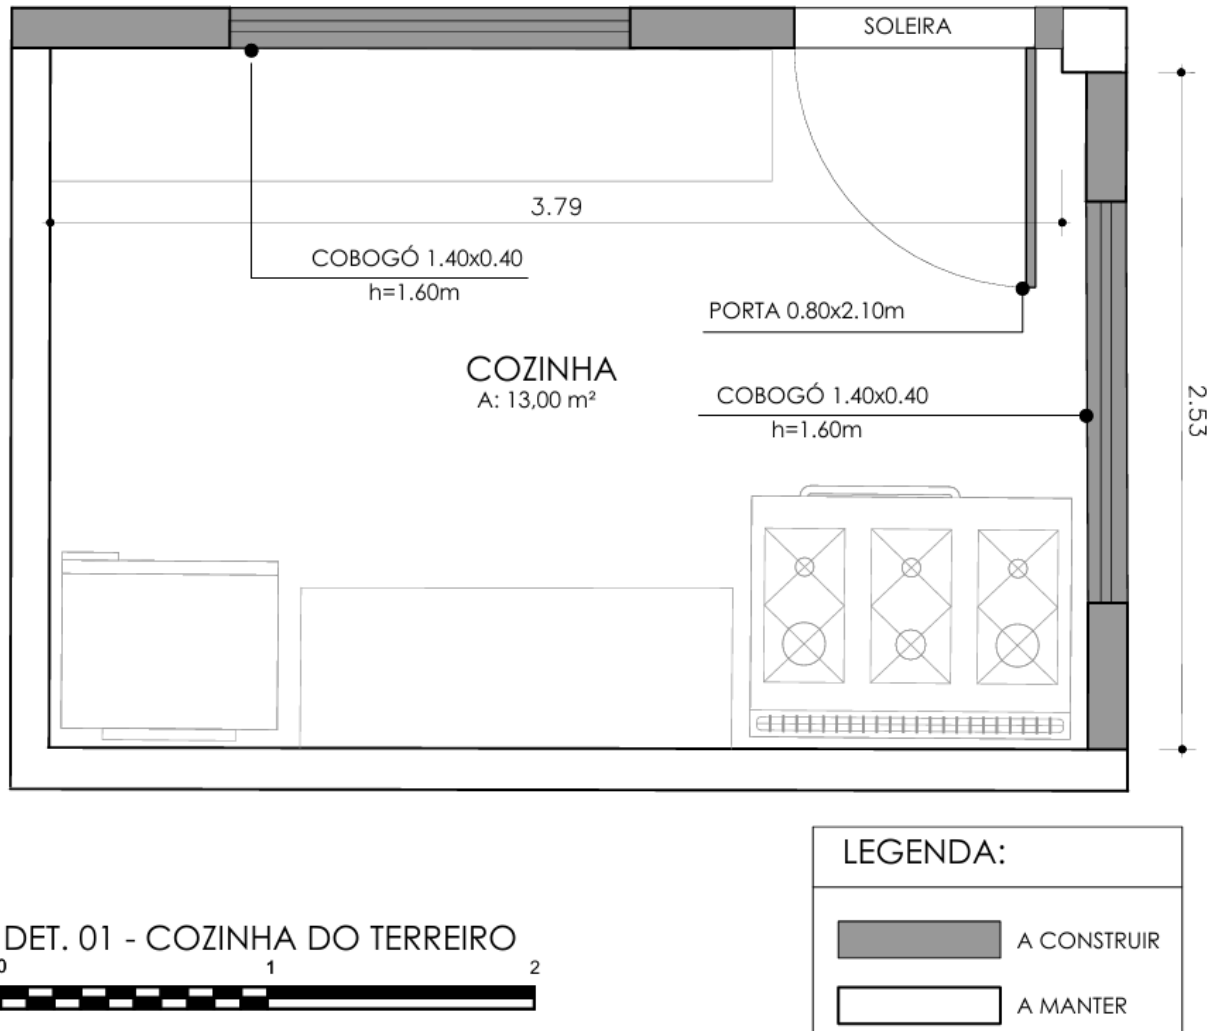 SOLEIRA
3.79
COBOGÓ 1.40x0.40
h=1.60m
PORTA 0.80x2.10m
COZINHA
A: 13,00 m²
COBOGÓ 1.40x0.40
h=1.60m
2.53
LEGENDA:
A CONSTRUIR
A MANTER
DET. 01 - COZINHA DO TERREIRO
0 1 2